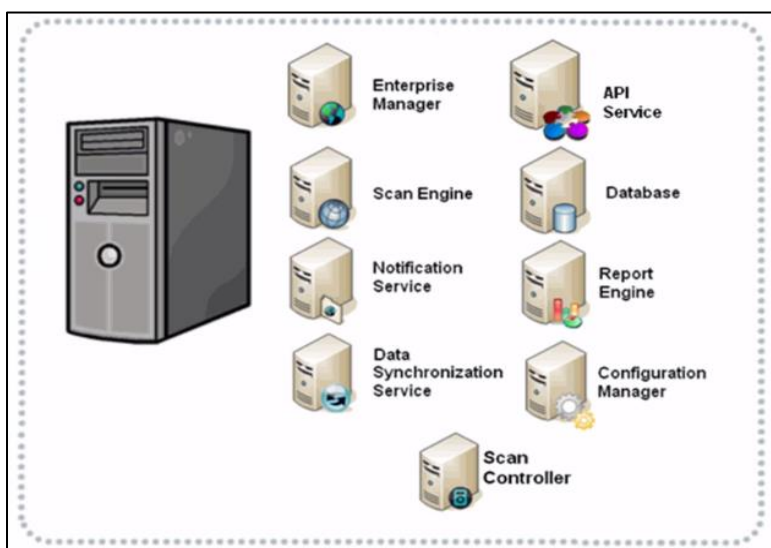 Enterprise
Manager
API
Service
Scan Engine
Database
Notification
Service
Report
Engine
Data
Synchronization
Service
Configuration
Manager
Scan
Controller